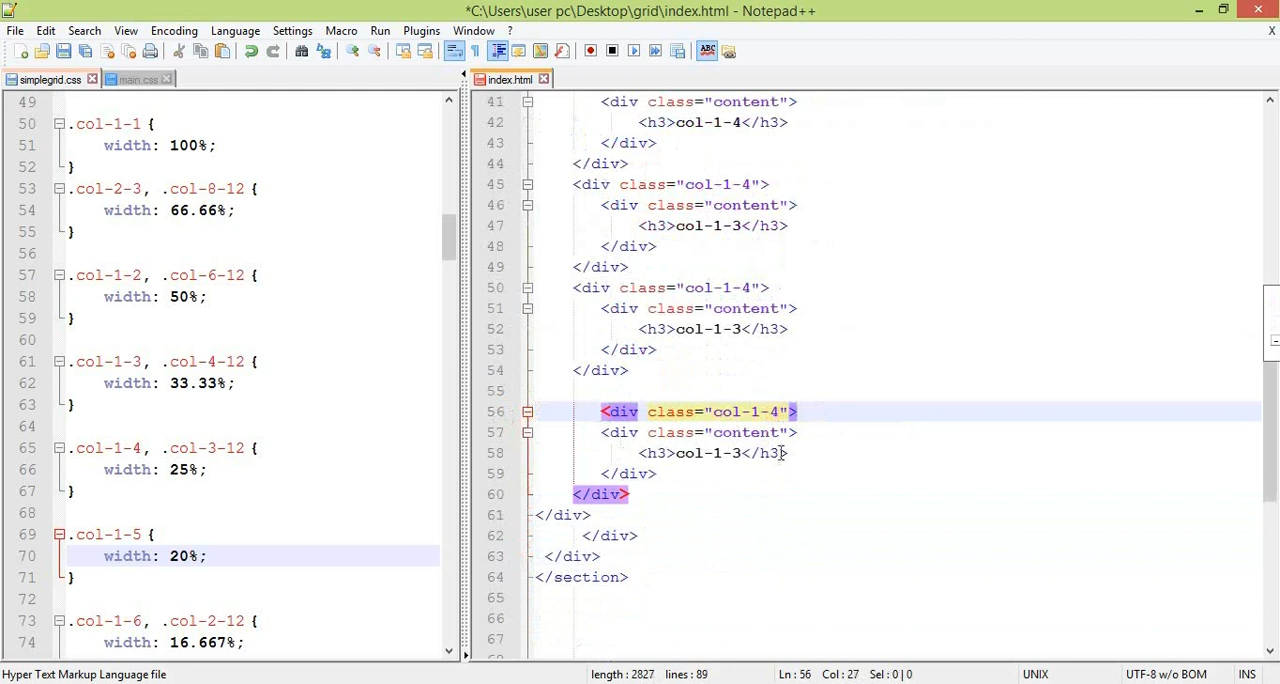 *C:\Users\user pc\Desktop\grid\index.html - Notepad++
File Edit Search View Encoding Language Settings Macro Run Plugins Window ? X
simplegrid.css main.css
49
50 .col-1-1 {
51 width: 100%;
52 }
53 .col-2-3, .col-8-12 {
54 width: 66.66%;
55 }
56
57 .col-1-2, .col-6-12 {
58 width: 50%;
59 }
60
61 .col-1-3, .col-4-12 {
62 width: 33.33%;
63 }
64
65 .col-1-4, .col-3-12 {
66 width: 25%;
67 }
68
69 .col-1-5 {
70 width: 20%;
71 }
72
73 .col-1-6, .col-2-12 {
74 width: 16.667%;
index.html
41 <div class="content">
42 <h3>col-1-4</h3>
43 </div>
44 </div>
45 <div class="col-1-4">
46 <div class="content">
47 <h3>col-1-3</h3>
48 </div>
49 </div>
50 <div class="col-1-4">
51 <div class="content">
52 <h3>col-1-3</h3>
53 </div>
54 </div>
55
56 <div class="col-1-4">
57 <div class="content">
58 <h3>col-1-3</h3>
59 </div>
60 </div>
61 </div>
62 </div>
63 </div>
64 </section>
65
66
67
Hyper Text Markup Language file length : 2827 lines : 89 Ln : 56 Col : 27 Sel : 0 | 0 UNIX UTF-8 w/o BOM INS